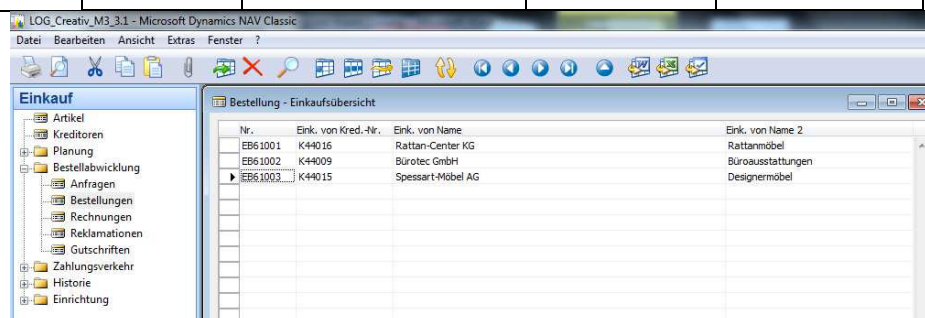 LOG_Creativ_M3_3.1 - Microsoft Dynamics NAV Classic
Datei Bearbeiten Ansicht Extras Fenster ?
Einkauf
Artikel
Kreditoren
Planung
Bestellabwicklung
Anfragen
Bestellungen
Rechnungen
Reklamationen
Gutschriften
Zahlungsverkehr
Historie
Einrichtung
Bestellung - Einkaufsübersicht
Nr. Eink. von Kred.-Nr. Eink. von Name Eink. von Name 2
EB61001 K44016 Rattan-Center KG Rattanmöbel
EB61002 K44009 Bürotec GmbH Büroausstattungen
EB61003 K44015 Spessart-Möbel AG Designermöbel